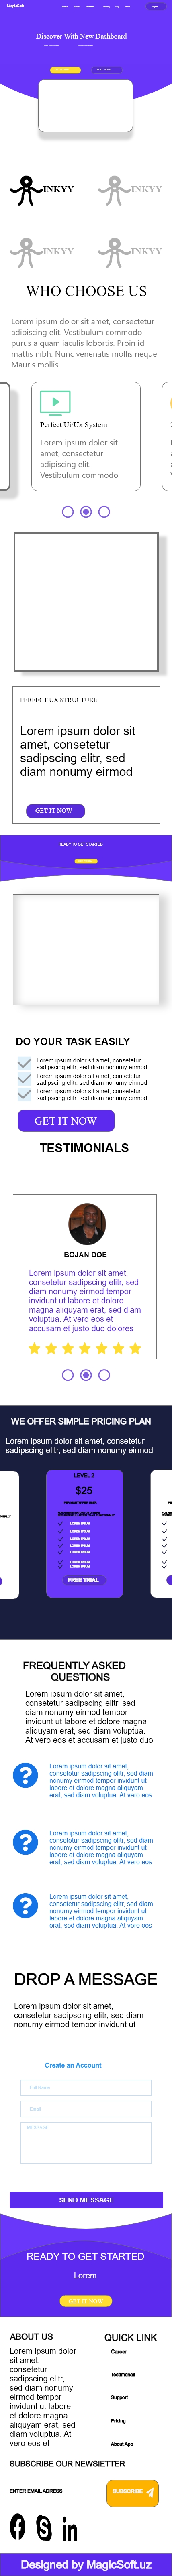 MagicSoft
Discover With New Dashboard
INKYY
INKYY
INKYY
INKYY
WHO CHOOSE US
Lorem ipsum dolor sit amet, consectetur
adipiscing elit. Vestibulum commodo
purus a quam iaculis lobortis. Proin id
mattis nibh. Nunc venenatis mollis neque.
Mauris mollis.
Perfect Ui/Ux System
Lorem ipsum dolor sit
amet, consectetur
adipiscing elit.
Vestibulum commodo
PERFECT UX STRUCTURE
Lorem ipsum dolor sit
amet, consetetur
sadipscing elitr, sed
diam nonumy eirmod
GET IT NOW
READY TO GET STARTED
DO YOUR TASK EASILY
Lorem ipsum dolor sit amet, consetetur
sadipiscing elitr, sed diam nonumy eirmod
Lorem ipsum dolor sit amet, consetetur
sadipiscing elitr, sed diam nonumy eirmod
Lorem ipsum dolor sit amet, consetetur
sadipiscing elitr, sed diam nonumy eirmod
GET IT NOW
TESTIMONIALS
BOJAN DOE
Lorem ipsum dolor sit amet,
consetetur sadipscing elitr, sed
diam nonumy eirmod tempor
invidunt ut labore et dolore
magna aliquyam erat, sed diam
voluptua. At vero eos et
accusam et justo duo dolores
WE OFFER SIMPLE PRICING PLAN
Lorem ipsum dolor sit amet, consetetur
sadipscing elitr, sed diam nonumy eirmod
LEVEL 2
$25
LOREM IPSUM
LOREM IPSUM
LOREM IPSUM
LOREM IPSUM
LOREM IPSUM
LOREM IPSUM
LOREM IPSUM
FREE TRIAL
FREQUENTLY ASKED
QUESTIONS
Lorem ipsum dolor sit amet,
consetetur sadipscing elitr, sed
diam nonumy eirmod tempor
invidunt ut labore et dolore magna
aliquyam erat, sed diam voluptua.
At vero eos et accusam et justo duo
Lorem ipsum dolor sit amet,
consetetur sadipscing elitr, sed diam
nonumy eirmod tempor invidunt ut
labore et dolore magna aliquyam
erat, sed diam voluptua. At vero eos
Lorem ipsum dolor sit amet,
consetetur sadipscing elitr, sed diam
nonumy eirmod tempor invidunt ut
labore et dolore magna aliquyam
erat, sed diam voluptua. At vero eos
Lorem ipsum dolor sit amet,
consetetur sadipscing elitr, sed diam
nonumy eirmod tempor invidunt ut
labore et dolore magna aliquyam
erat, sed diam voluptua. At vero eos
DROP A MESSAGE
Lorem ipsum dolor sit amet,
consetetur sadipscing elitr, sed diam
nonumy eirmod tempor invidunt ut
Create an Account
Full Name
Email
MESSAGE
SEND MESSAGE
READY TO GET STARTED
Lorem
GET IT NOW
ABOUT US
Lorem ipsum dolor
sit amet,
consetetur
sadipscing elitr,
sed diam nonumy
eirmod tempor
invidunt ut labore
et dolore magna
aliquyam erat, sed
diam voluptua. At
vero eos et
QUICK LINK
Career
Testimonail
Support
Pricing
About App
SUBSCRIBE OUR NEWSIETTER
ENTER EMAIL ADRESS
SUBSCRIBE
Designed by MagicSoft.uz